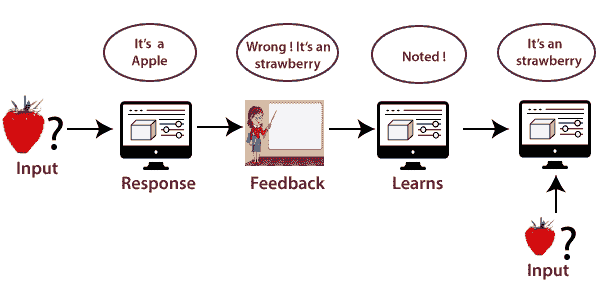 It's a
Apple
Wrong ! It's an
strawberry
Noted !
It's an
strawberry
?
Input
Response
Feedback
Learns
?
Input